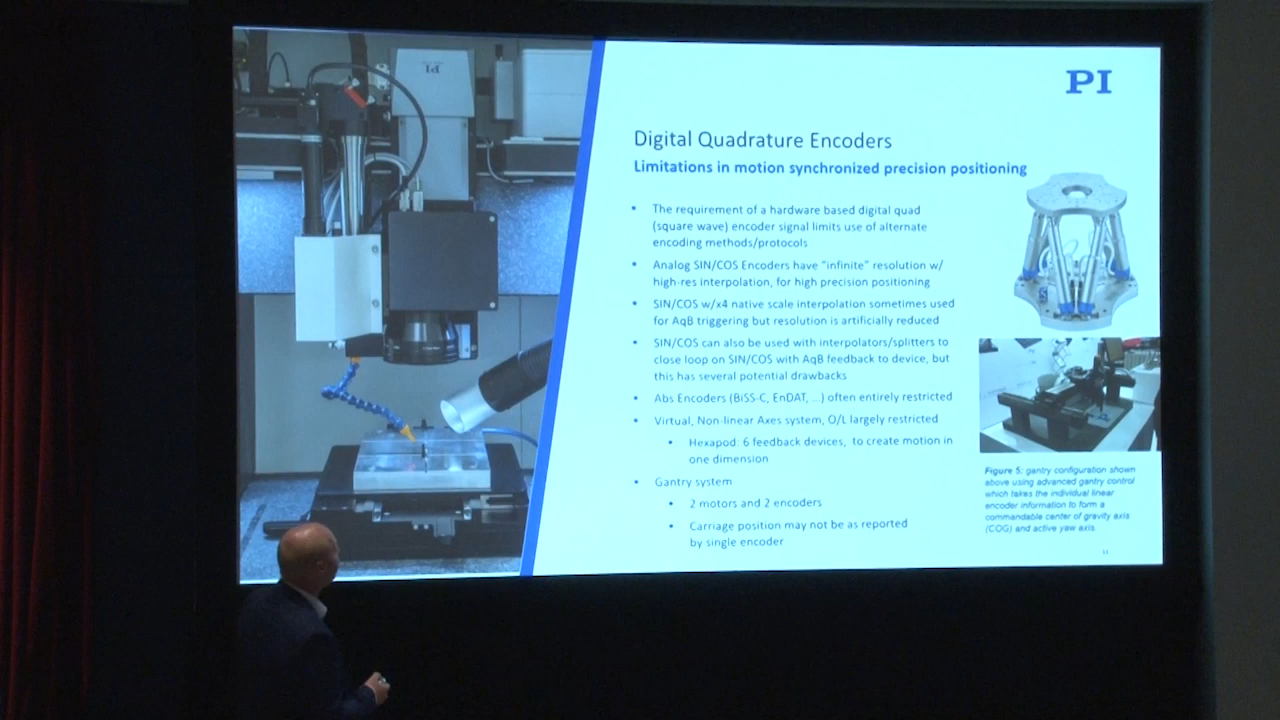 PI
PI
Digital Quadrature Encoders
Limitations in motion synchronized precision positioning
• The requirement of a hardware based digital quad
(square wave) encoder signal limits use of alternate
encoding methods/protocols
• Analog SIN/COS Encoders have “infinite” resolution w/
high-res interpolation, for high precision positioning
• SIN/COS w/x4 native scale interpolation sometimes used
for AqB triggering but resolution is artificially reduced
• SIN/COS can also be used with interpolators/splitters to
close loop on SIN/COS with AqB feedback to device, but
this has several potential drawbacks
• Abs Encoders (BiSS-C, EnDAT, ...) often entirely restricted
• Virtual, Non-linear Axes system, O/L largely restricted
• Hexapod: 6 feedback devices, to create motion in
one dimension
• Gantry system
• 2 motors and 2 encoders
• Carriage position may not be as reported
by single encoder
Figure 5: gantry configuration shown
above using advanced gantry control
which takes the individual linear
encoder information to form a
commandable center of gravity axis
(COG) and active yaw axis.
11